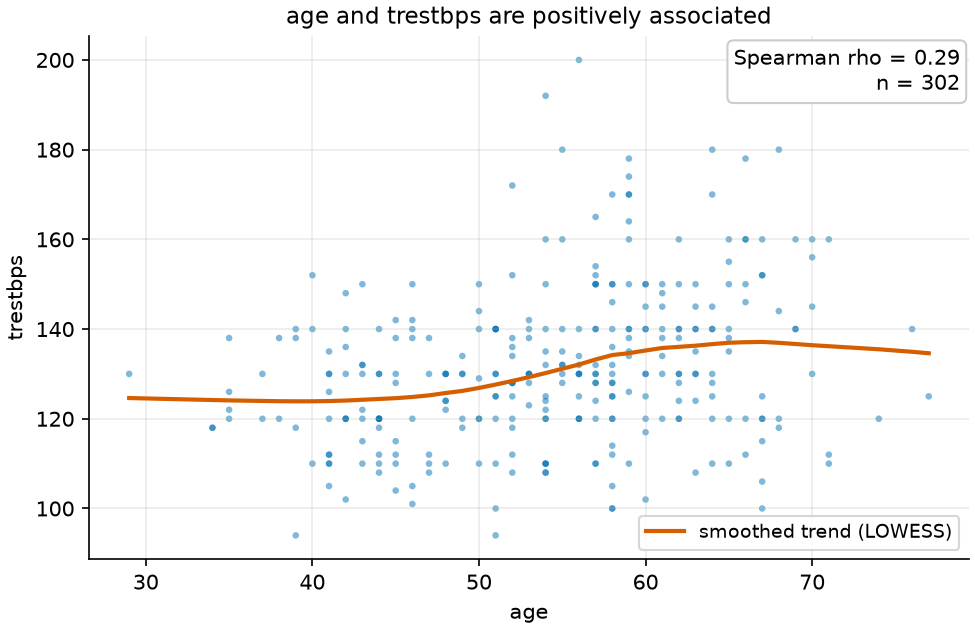 age and trestbps are positively associated
Spearman rho = 0.29
n = 302
200
180
160
140
120
100
trestbps
smoothed trend (LOWESS)
30
40
50
60
70
age